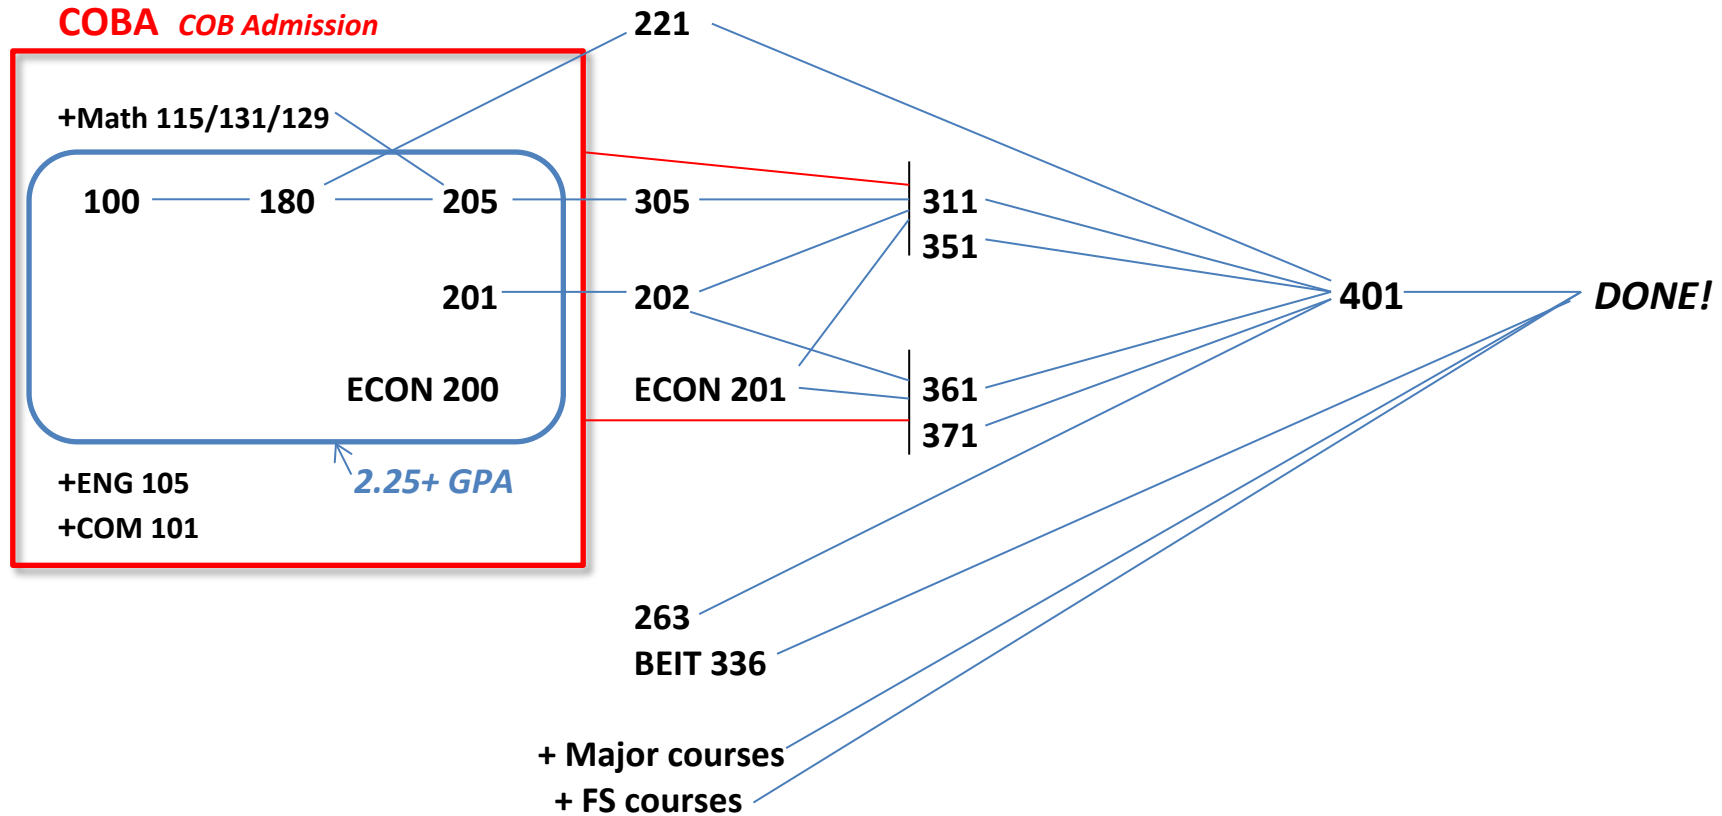 COBA COB Admission
221
+Math 115/131/129
100 180 205 305 311
351
201 202 401 DONE!
ECON 200 ECON 201 361
371
+ENG 105 2.25+ GPA
+COM 101
263
BEIT 336
+ Major courses
+ FS courses